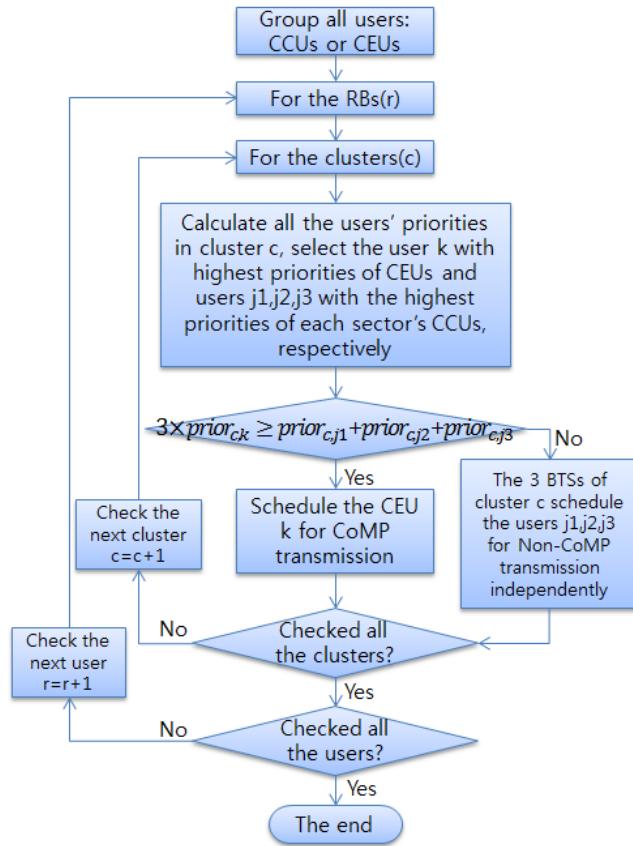 Group all users:
CCUs or CEUs
For the RBs(r)
For the clusters(c)
Calculate all the users' priorities
in cluster c, select the user k with
highest priorities of CEUs and
users j1,j2,j3 with the highest
priorities of each sector's CCUs,
respectively
3×prior_{c,k} ≥ prior_{c,j1}+prior_{c,j2}+prior_{c,j3}
No
Yes
Schedule the CEU
k for CoMP
transmission
The 3 BTSs of
cluster c schedule
the users j1,j2,j3
for Non-CoMP
transmission
independently
Check the
next cluster
c=c+1
No
Checked all
the clusters?
Check the
next user
r=r+1
Yes
No
Checked all
the users?
Yes
The end